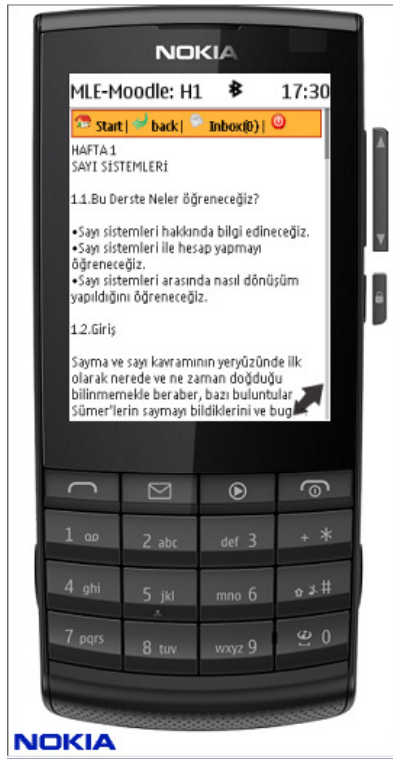 NOKIA
MLE-Moodle: H1 17:30
Start| back| Inbox(6)|
HAFTA 1
SAYI SİSTEMLERİ
1.1.Bu Derste Neler öğreneceğiz?
•Sayı sistemleri hakkında bilgi edineceğiz.
•Sayı sistemleri ile hesap yapmayı
öğreneceğiz.
•Sayı sistemleri arasında nasıl dönüşüm
yapıldığını öğreneceğiz.
1.2.Giriş
Sayma ve sayı kavramının yeryüzünde ilk
olarak nerede ve ne zaman doğduğu
bilinmemekle beraber, bazı buluntular
Sümer'lerin saymayı bildiklerini ve bug
1 2 abc def 3 + *
4 ghi 5 jkl mno 6 #
7 pqrs 8 tuv wxyz 9 0
NOKIA